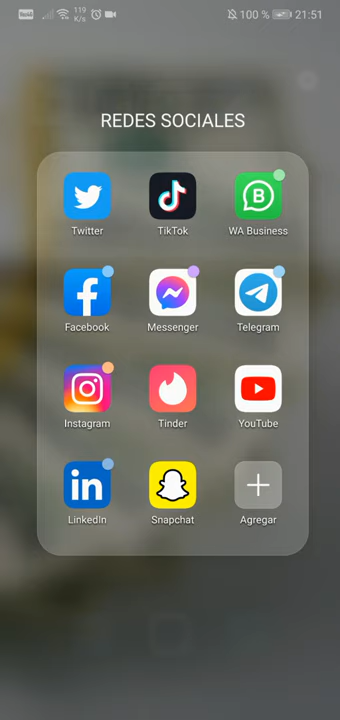 119
K/s
100 %
21:51
REDES SOCIALES
Twitter
TikTok
B
WA Business
Facebook
Messenger
Telegram
Instagram
Tinder
YouTube
in
LinkedIn
Snapchat
Agregar